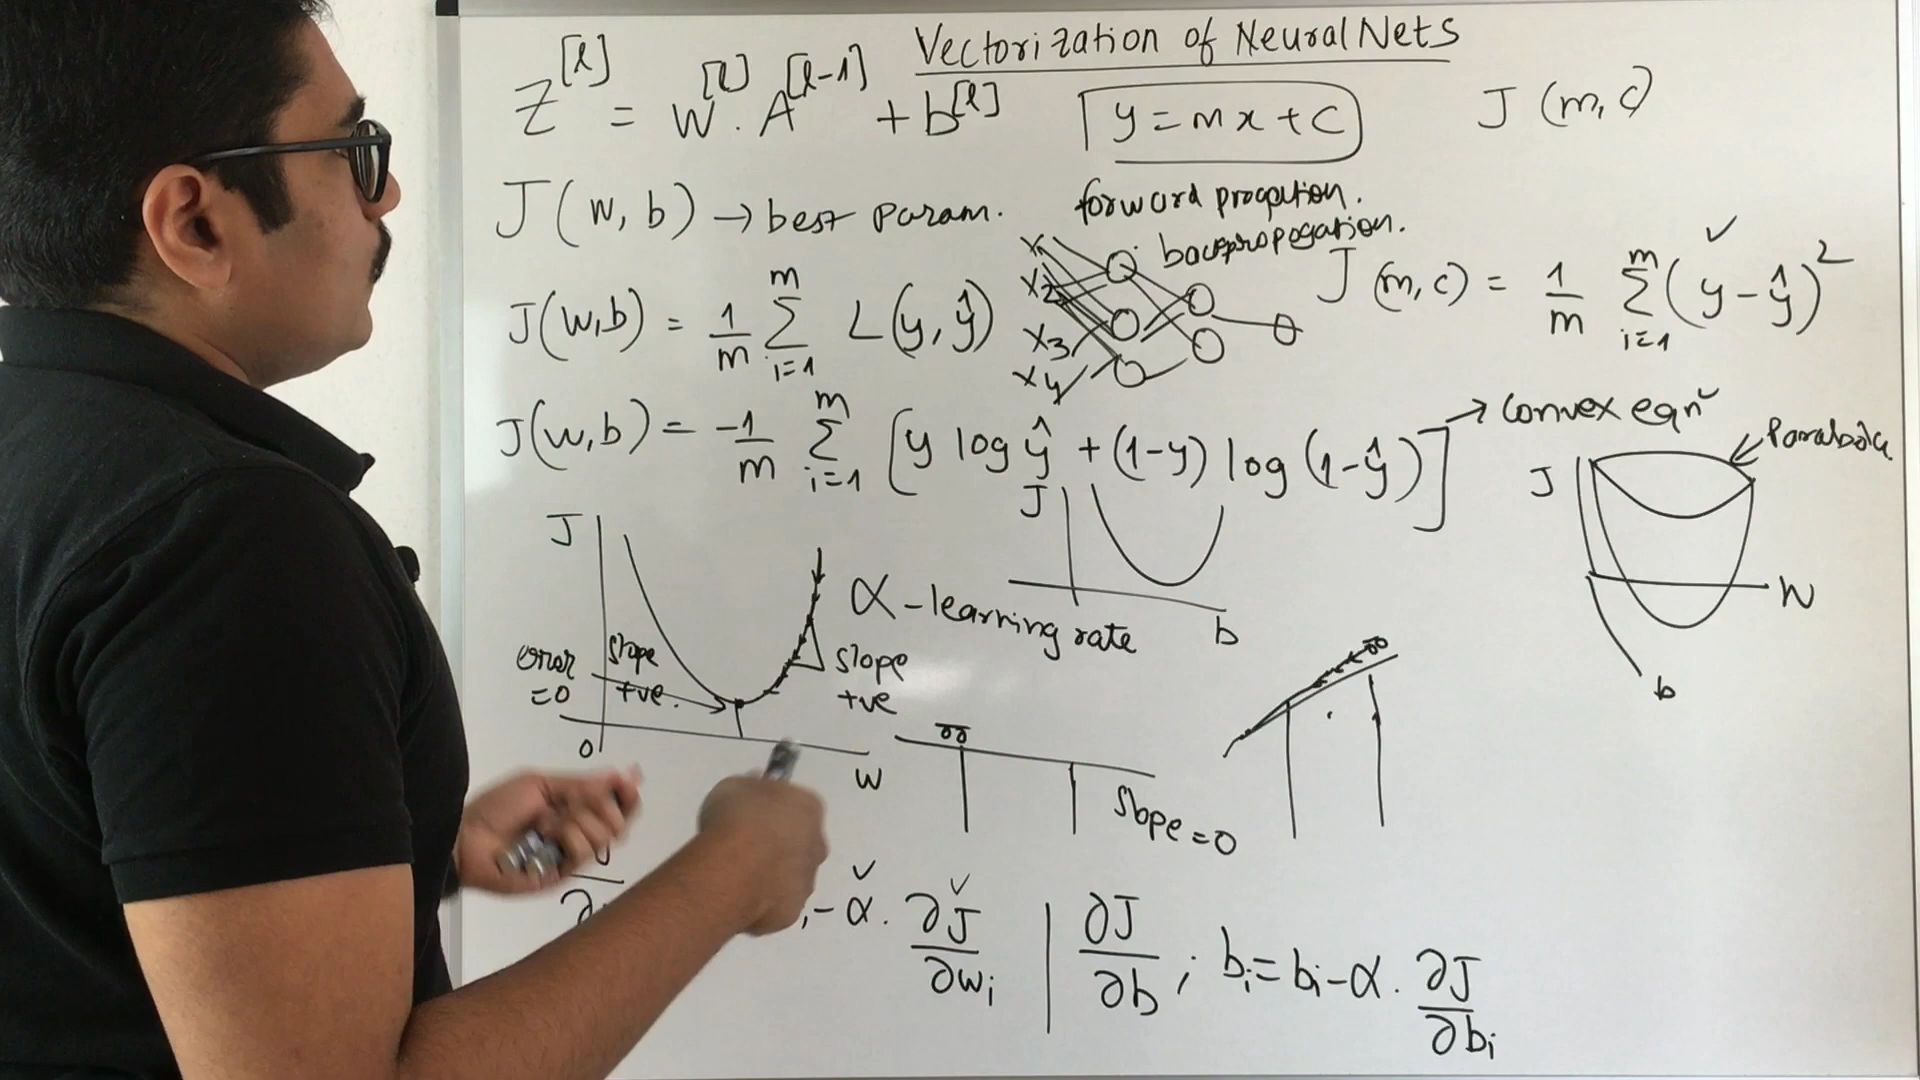 Vectorization of Neural Nets
Z^[l] = W^[l] . A^[l-1] + b^[l]
y = mx + c
J (m, c)
J (W, b) → best param.
forward progation.
backpropogation.
X1
X2
X3
X4
J(W,b) = 1/m Σ_{i=1}^{m} L(y, ŷ)
J (m, c) = 1/m Σ_{i=1}^{m} (y - ŷ)^2
J(W,b) = -1/m Σ_{i=1}^{m} [y log ŷ + (1-y) log (1-ŷ)] → Convex eqn
Parabola
J
W
b
J
b
J
α - learning rate
error = 0
slope +ve.
slope +ve
0
W
slope = 0
- α . ∂J/∂wi
∂J/∂b ; bi = bi - α . ∂J/∂bi